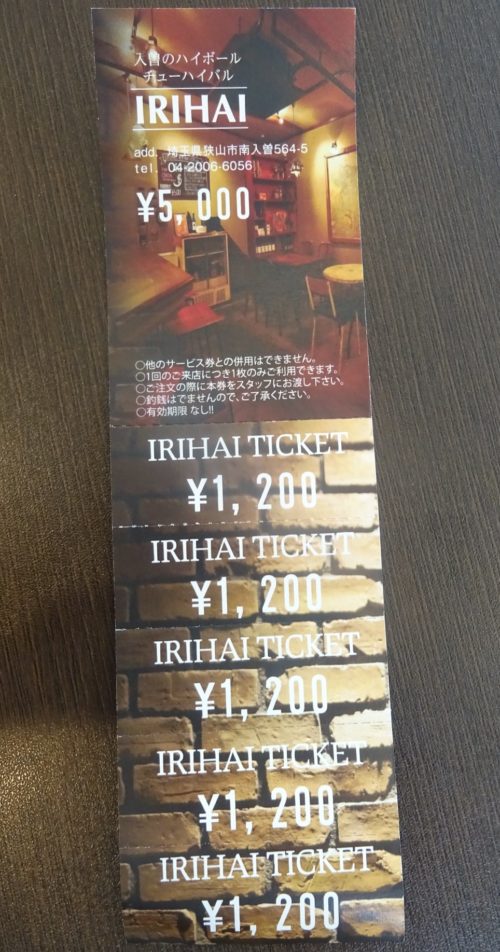 入曽のハイボール
チューハイバル
IRIHAI
add. 埼玉県狭山市南入曽564-5
tel. 04-2006-6056
¥5,000
○他のサービス券との併用はできません。
○1回のご来店につき1枚のみご利用できます。
○ご注文の際に本券をスタッフにお渡し下さい。
○釣銭はでませんので、ご了承ください。
○有効期限 なし!!
IRIHAI TICKET
¥1,200
IRIHAI TICKET
¥1,200
IRIHAI TICKET
¥1,200
IRIHAI TICKET
¥1,200
IRIHAI TICKET
¥1,200